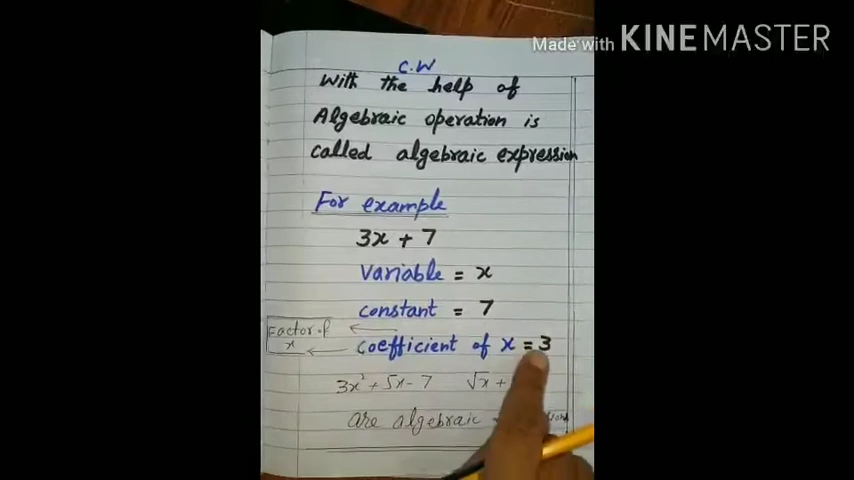 Made with KINEMASTER
C.W
With the help of
Algebraic operation is
called algebraic expression
For example
3x + 7
Variable = x
constant = 7
Factor of
x
coefficient of x = 3
3x² + 5x - 7 √x +
are algebraic